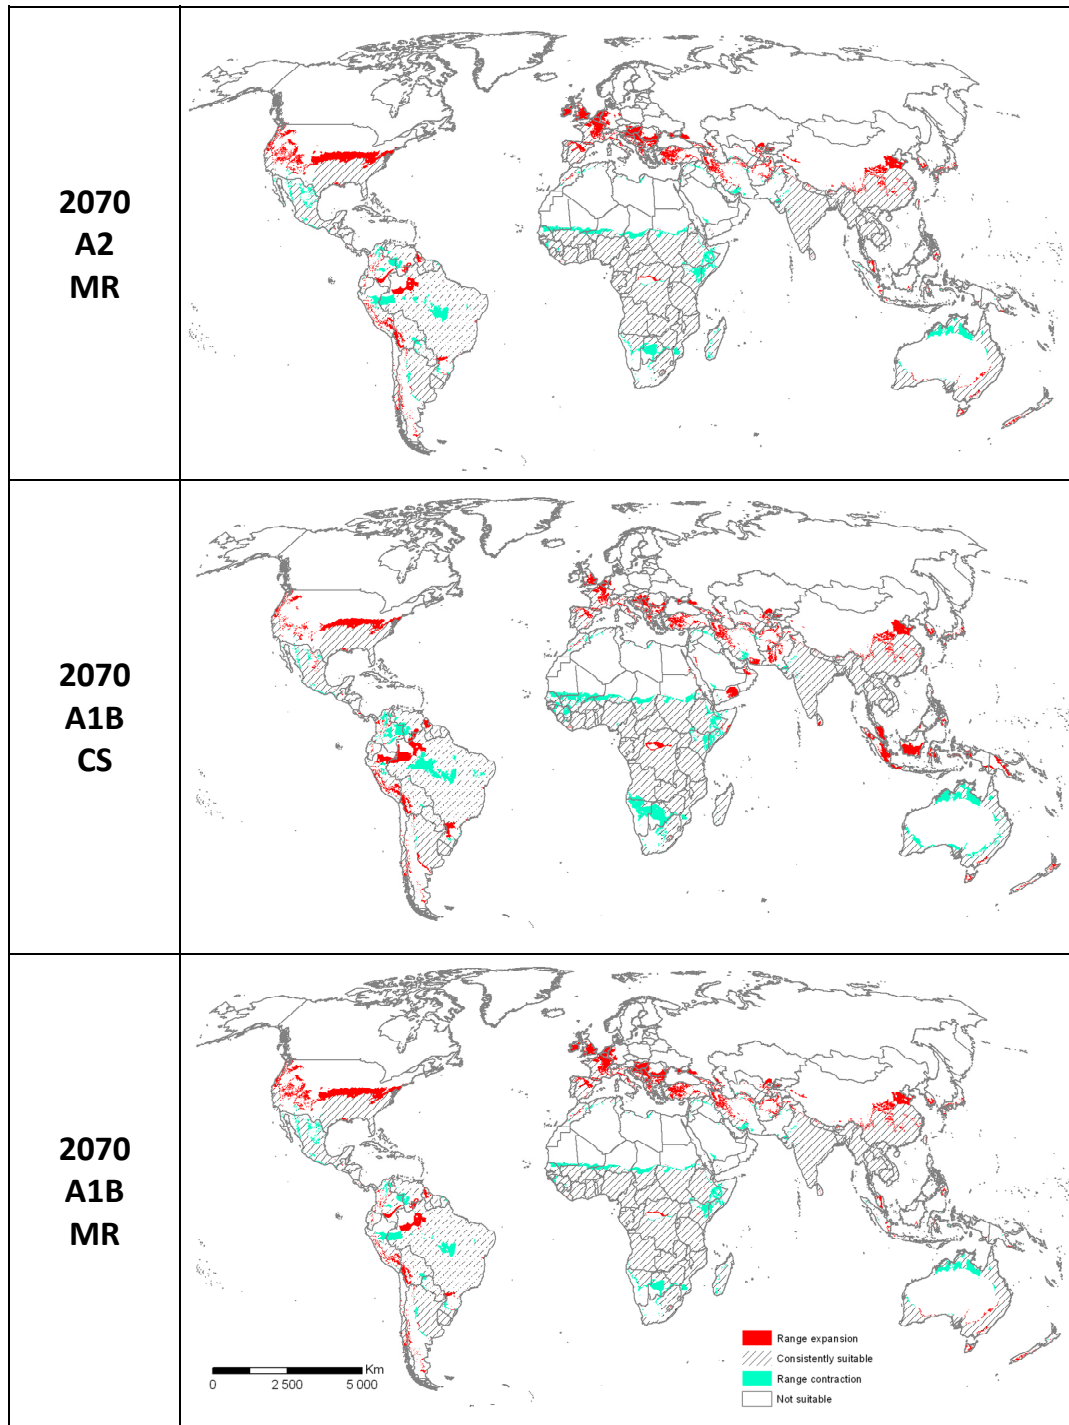 2070
A2
MR
2070
A1B
CS
2070
A1B
MR
Range expansion
Consistently suitable
Range contraction
Not suitable
Km
0 2 500 5 000